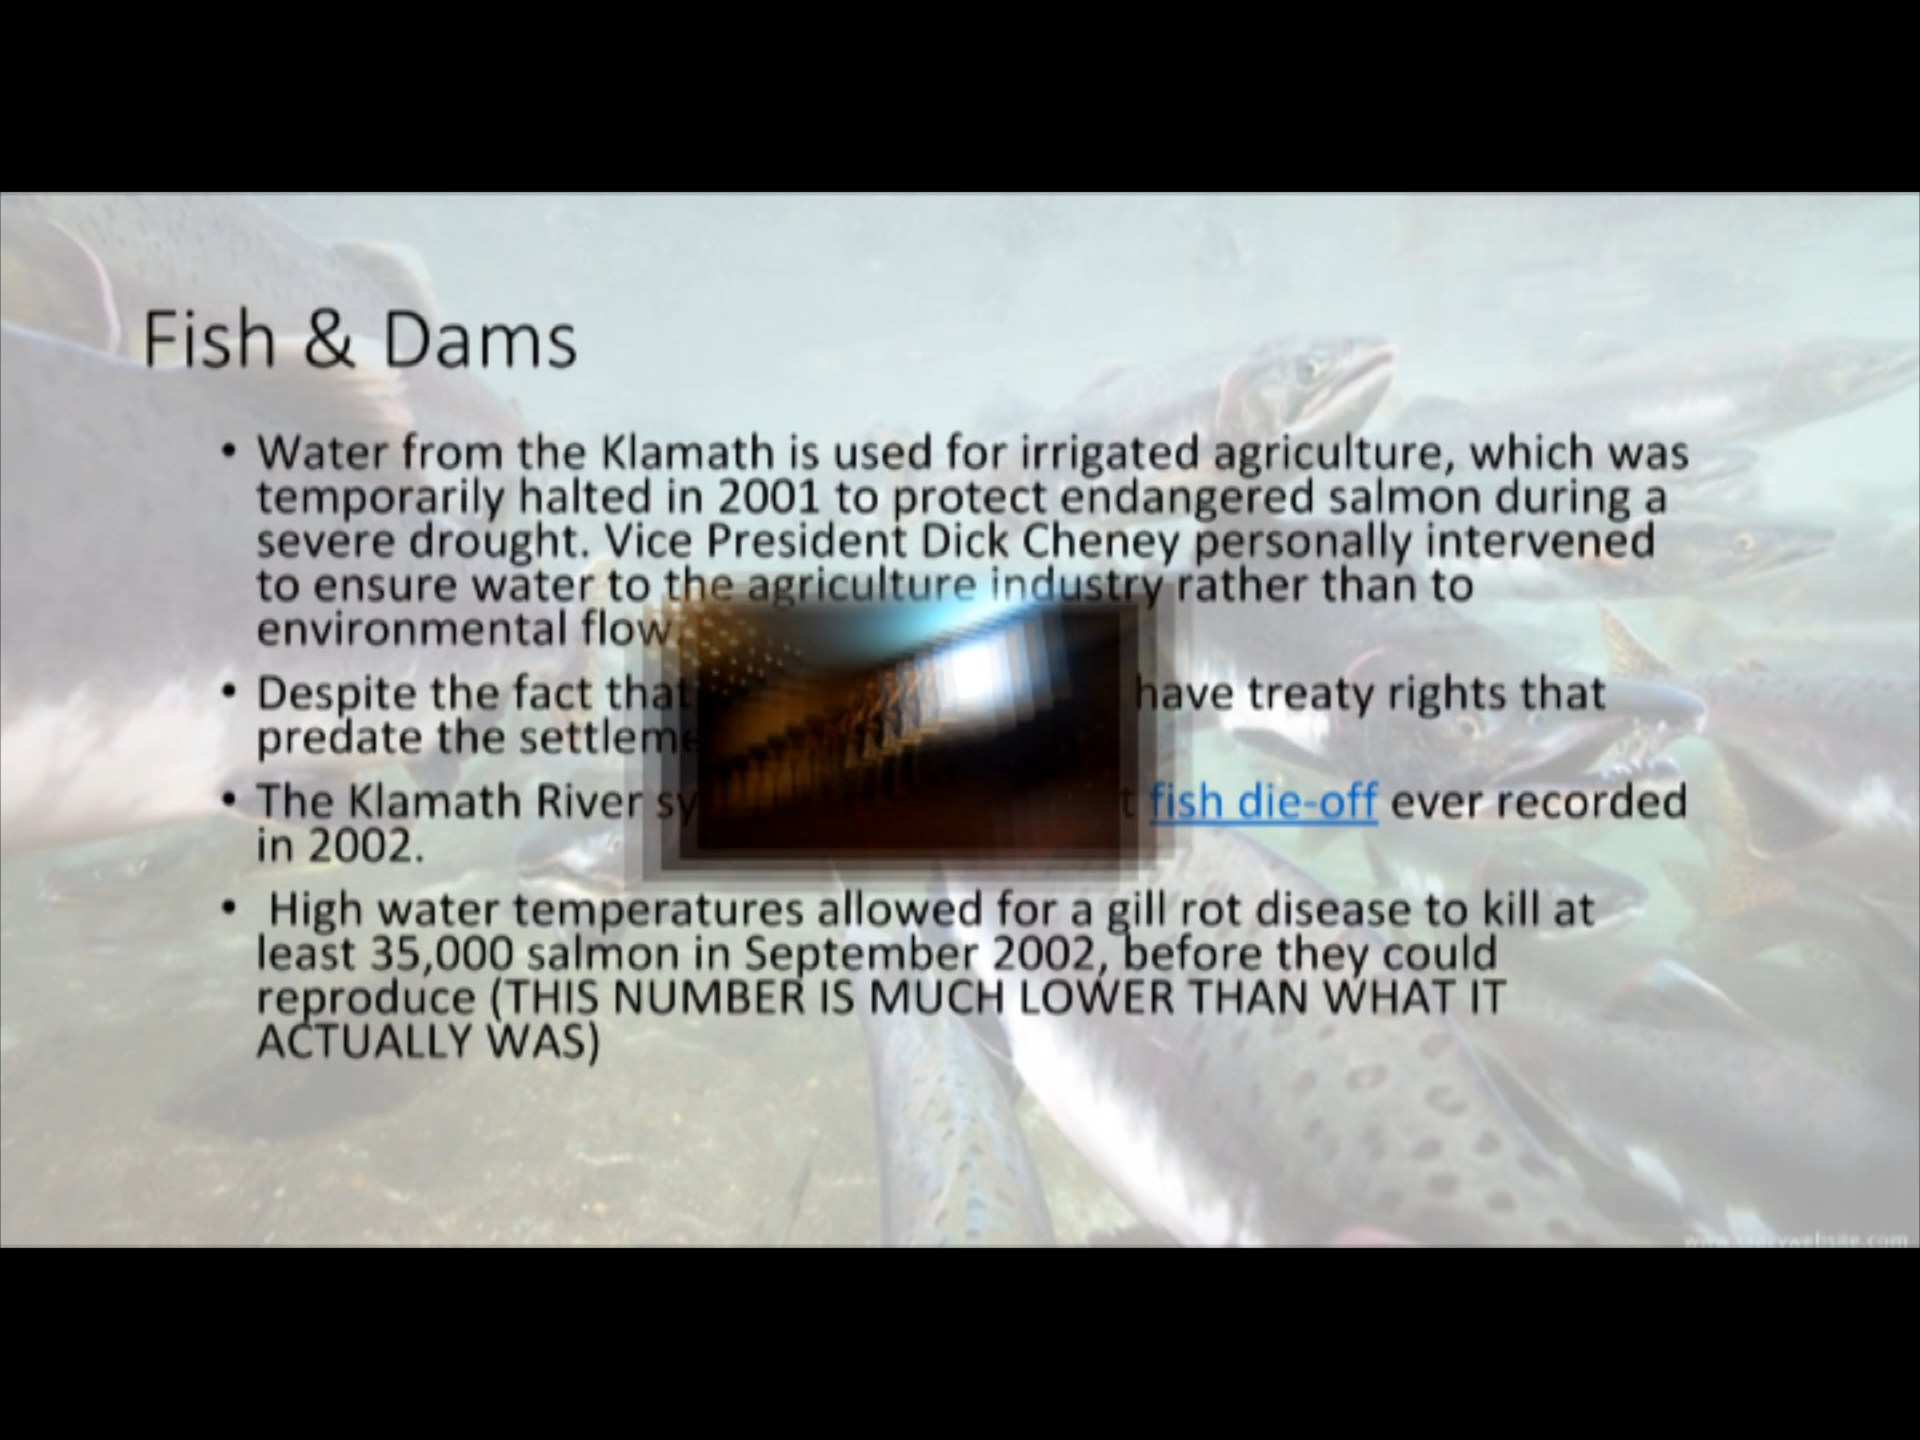 Fish & Dams
• Water from the Klamath is used for irrigated agriculture, which was
temporarily halted in 2001 to protect endangered salmon during a
severe drought. Vice President Dick Cheney personally intervened
to ensure water to the agriculture industry rather than to
environmental flow
• Despite the fact that have treaty rights that
predate the
• The Klamath River fish die-off ever recorded
in 2002.
• High water temperatures allowed for a gill rot disease to kill at
least 35,000 salmon in September 2002, before they could
reproduce (THIS NUMBER IS MUCH LOWER THAN WHAT IT
ACTUALLY WAS)